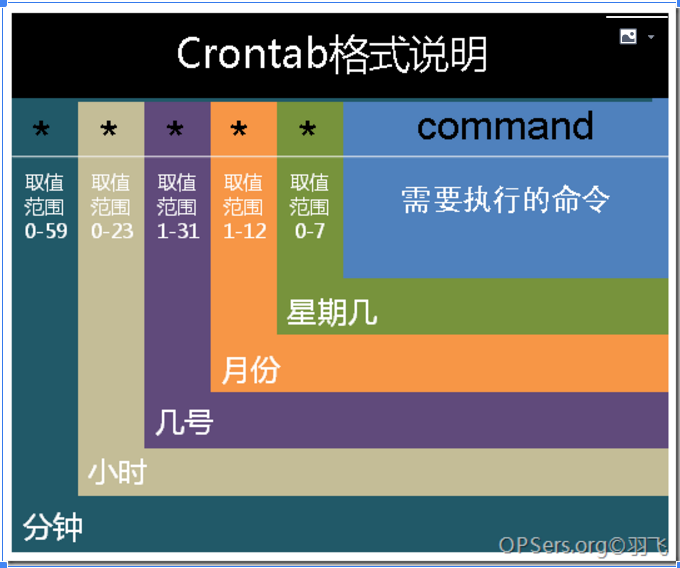 Crontab格式说明
* * * * * command
取值 取值 取值 取值 取值
范围 范围 范围 范围 范围
0-59 0-23 1-31 1-12 0-7
需要执行的命令
星期几
月份
几号
小时
分钟
OPSers.org©羽飞